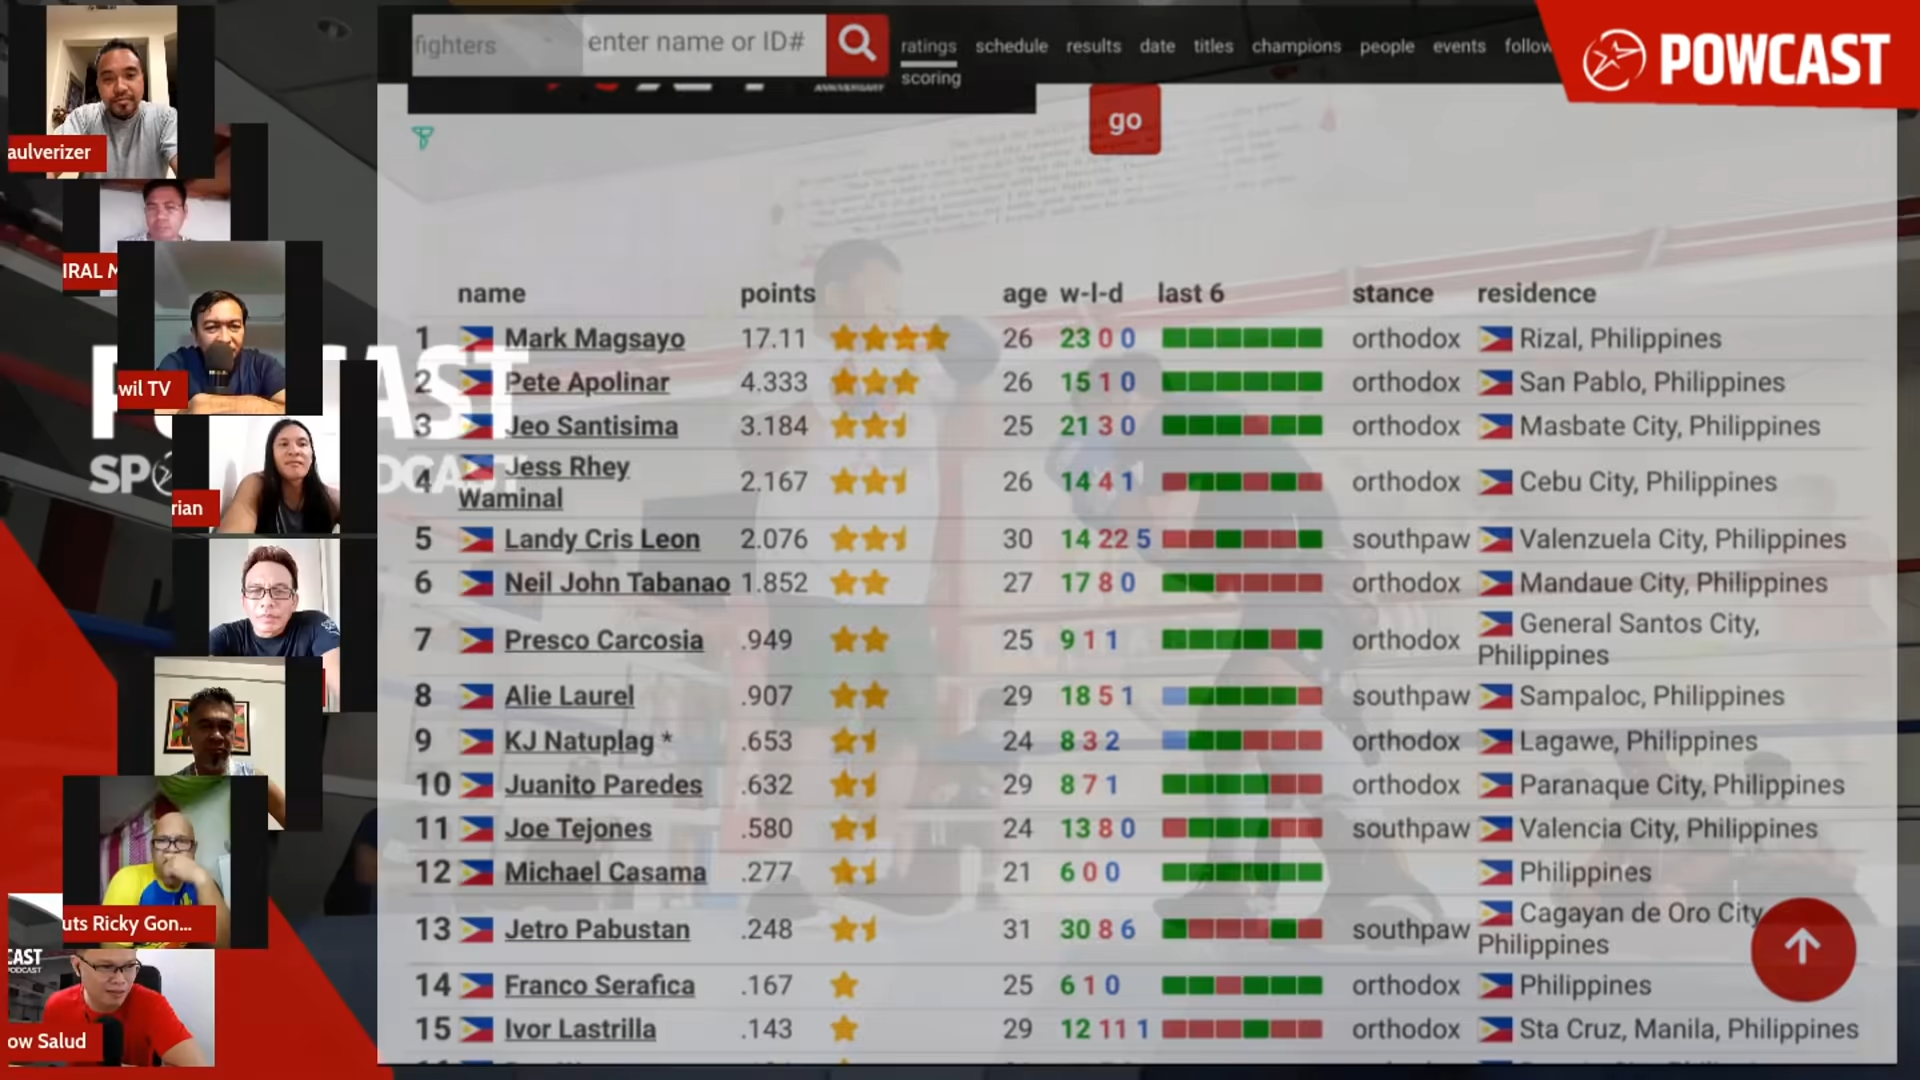 fighters
enter name or ID#
ratings schedule results date titles champions people events follow
scoring
POWCAST
go
name points age w-l-d last 6 stance residence
1 Mark Magsayo 17.11 26 23 0 0 orthodox Rizal, Philippines
2 Pete Apolinar 4.333 26 15 1 0 orthodox San Pablo, Philippines
3 Jeo Santisima 3.184 25 21 3 0 orthodox Masbate City, Philippines
4 Jess Rhey Waminal 2.167 26 14 4 1 orthodox Cebu City, Philippines
5 Landy Cris Leon 2.076 30 14 22 5 southpaw Valenzuela City, Philippines
6 Neil John Tabanao 1.852 27 17 8 0 orthodox Mandaue City, Philippines
7 Presco Carcosia .949 25 9 1 1 orthodox General Santos City, Philippines
8 Alie Laurel .907 29 18 5 1 southpaw Sampaloc, Philippines
9 KJ Natuplag * .653 24 8 3 2 orthodox Lagawe, Philippines
10 Juanito Paredes .632 29 8 7 1 orthodox Paranaque City, Philippines
11 Joe Tejones .580 24 13 8 0 southpaw Valencia City, Philippines
12 Michael Casama .277 21 6 0 0 Philippines
13 Jetro Pabustan .248 31 30 8 6 southpaw Cagayan de Oro City, Philippines
14 Franco Serafica .167 25 6 1 0 orthodox Philippines
15 Ivor Lastrilla .143 29 12 11 1 orthodox Sta Cruz, Manila, Philippines
aulverizer
IRAL M
wil TV
rian
uts Ricky Gon...
ow Salud